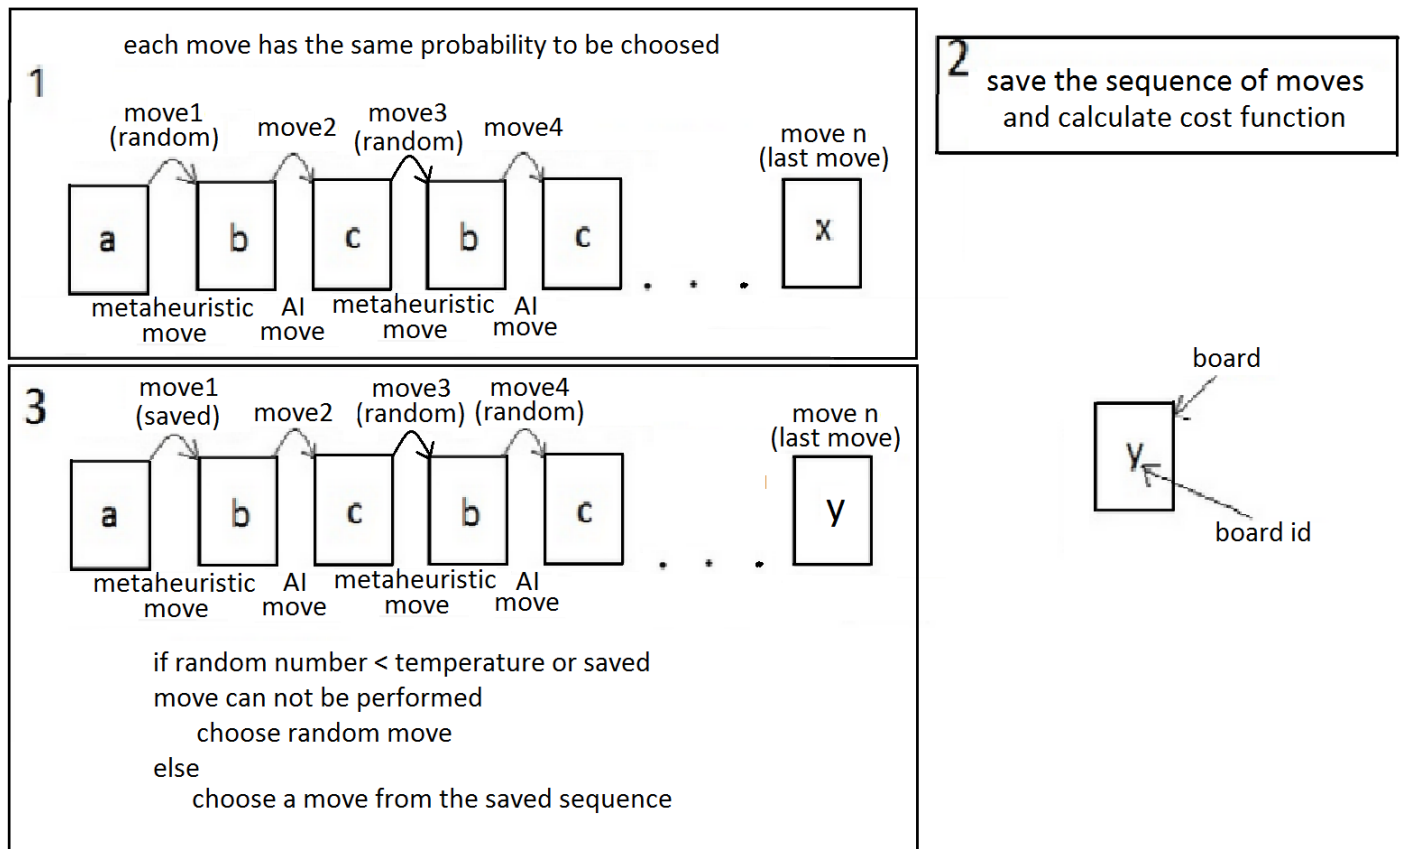 each move has the same probability to be choosed
1
move1
(random)
move2
move3
(random)
move4
move n
(last move)
a
b
c
b
c
x
. . .
metaheuristic
move
AI
move
metaheuristic
move
AI
move
2
save the sequence of moves
and calculate cost function
3
move1
(saved)
move2
move3
(random)
move4
(random)
move n
(last move)
a
b
c
b
c
y
. . .
metaheuristic
move
AI
move
metaheuristic
move
AI
move
if random number < temperature or saved
move can not be performed
choose random move
else
choose a move from the saved sequence
board
y
board id